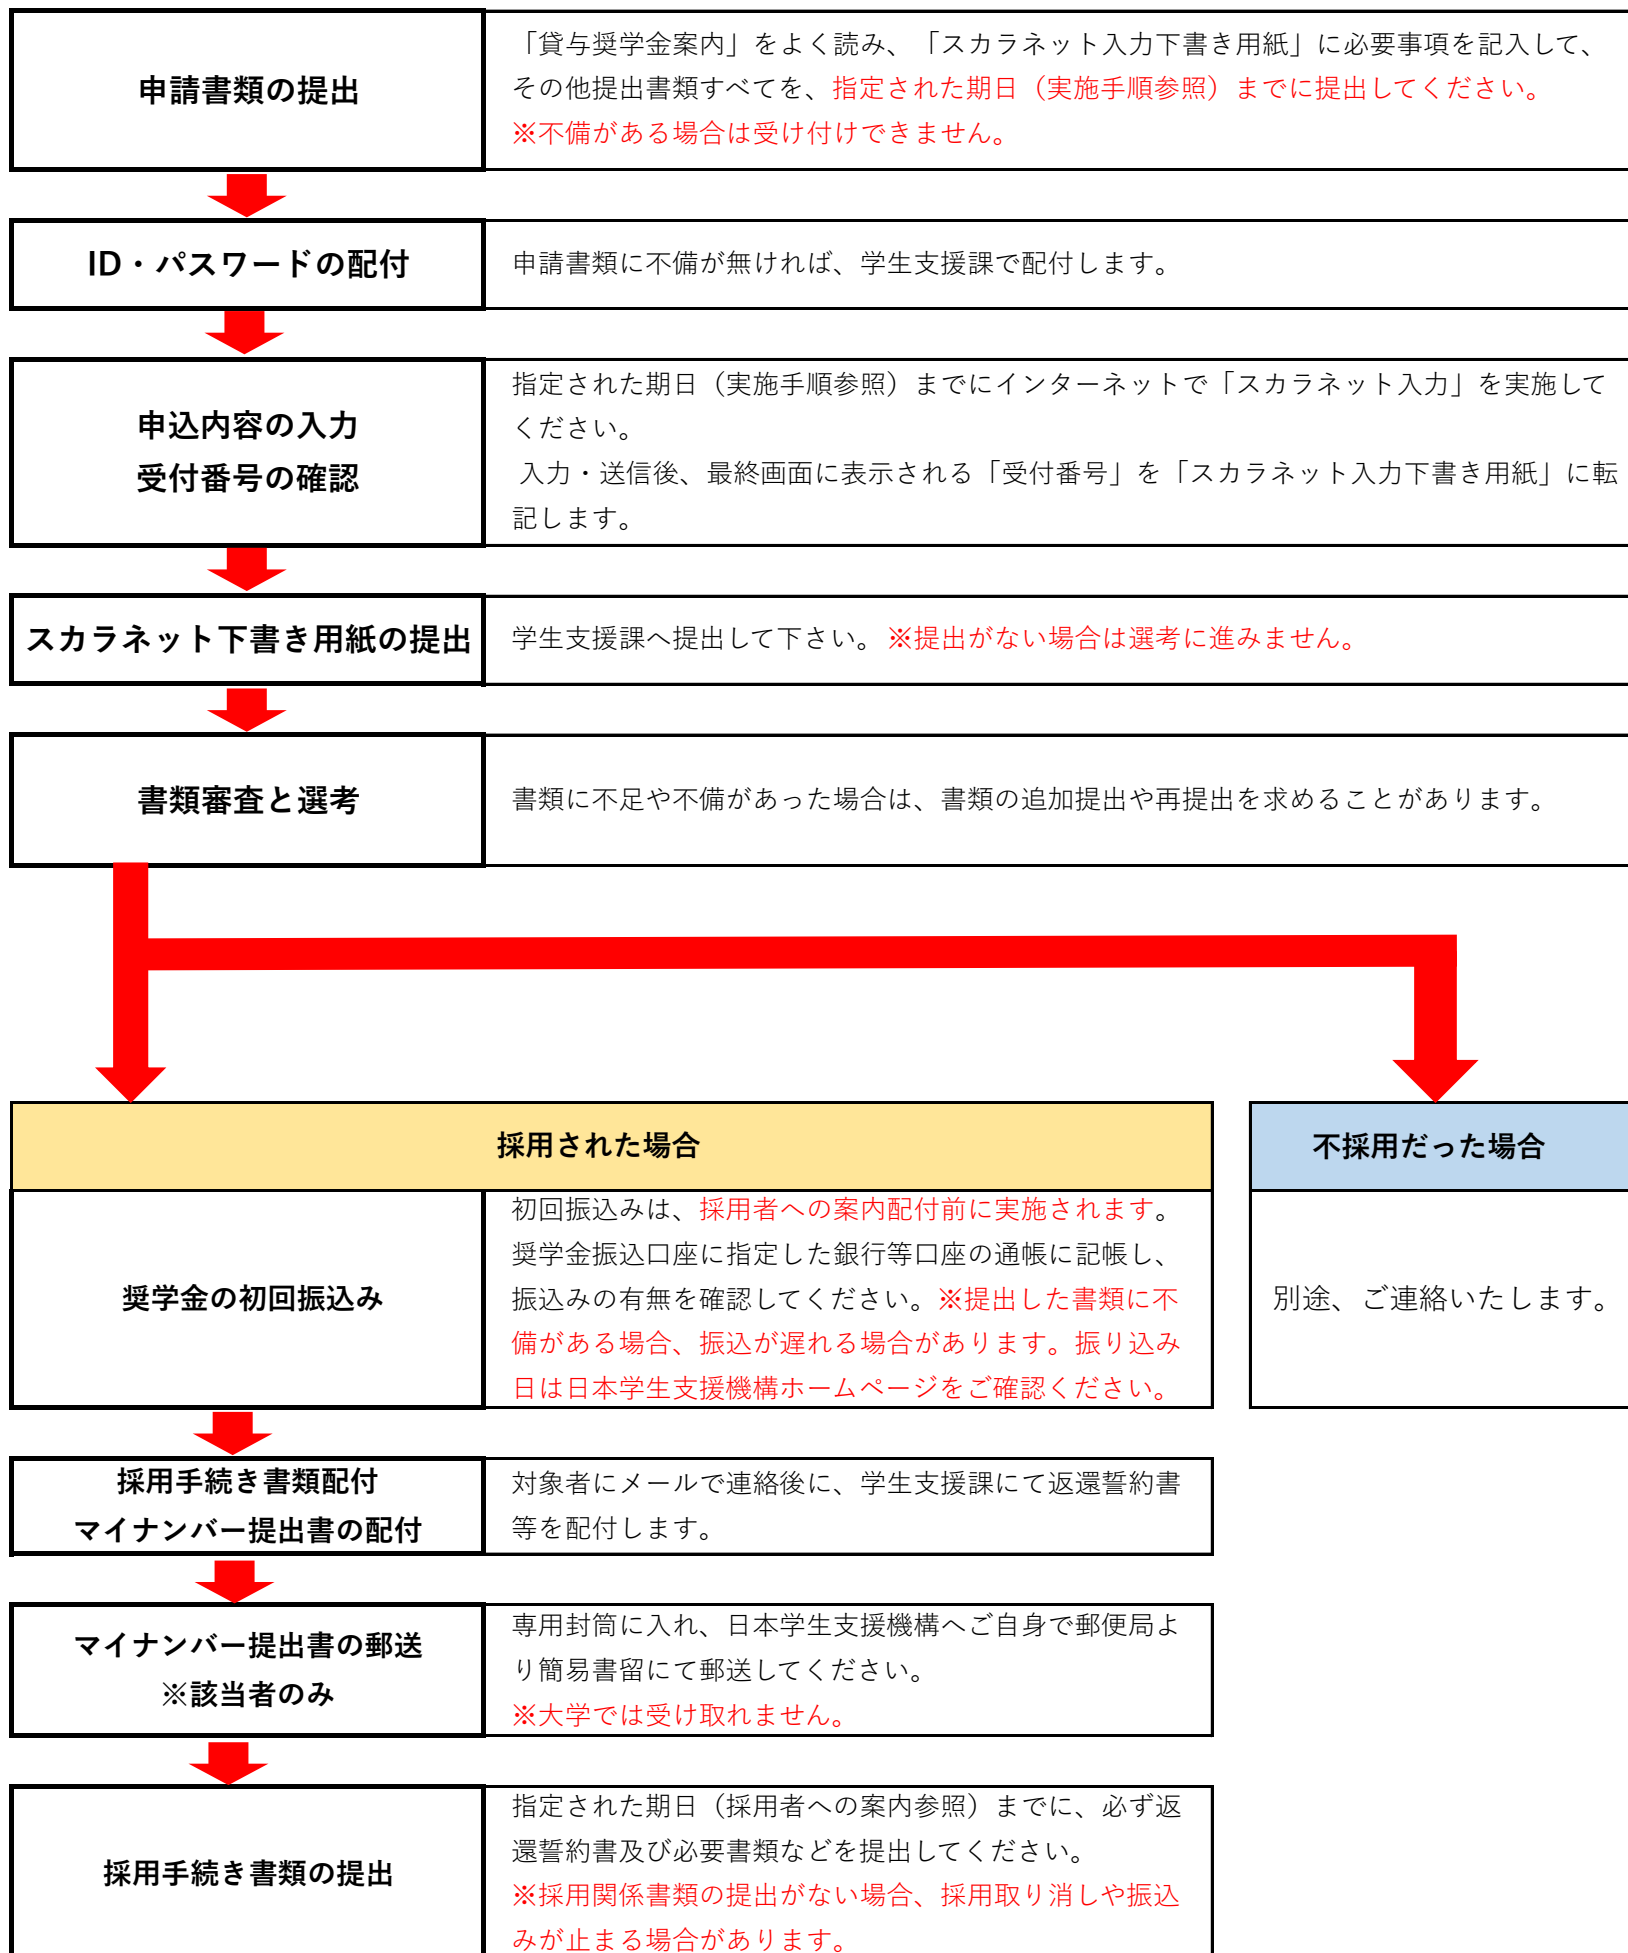 申請書類の提出
「貸与奨学金案内」をよく読み、「スカラネット入力下書き用紙」に必要事項を記入して、
その他提出書類すべてを、指定された期日（実施手順参照）までに提出してください。
※不備がある場合は受け付けできません。
ID・パスワードの配付
申請書類に不備が無ければ、学生支援課で配付します。
申込内容の入力
受付番号の確認
指定された期日（実施手順参照）までにインターネットで「スカラネット入力」を実施して
ください。
入力・送信後、最終画面に表示される「受付番号」を「スカラネット入力下書き用紙」に転
記します。
スカラネット下書き用紙の提出
学生支援課へ提出して下さい。※提出がない場合は選考に進みません。
書類審査と選考
書類に不足や不備があった場合は、書類の追加提出や再提出を求めることがあります。
採用された場合
不採用だった場合
奨学金の初回振込み
初回振込みは、採用者への案内配付前に実施されます。
奨学金振込口座に指定した銀行等口座の通帳に記帳し、
振込みの有無を確認してください。※提出した書類に不
備がある場合、振込が遅れる場合があります。振り込み
日は日本学生支援機構ホームページをご確認ください。
別途、ご連絡いたします。
採用手続き書類配付
マイナンバー提出書の配付
対象者にメールで連絡後に、学生支援課にて返還誓約書
等を配付します。
マイナンバー提出書の郵送
※該当者のみ
専用封筒に入れ、日本学生支援機構へご自身で郵便局よ
り簡易書留にて郵送してください。
※大学では受け取れません。
採用手続き書類の提出
指定された期日（採用者への案内参照）までに、必ず返
還誓約書及び必要書類などを提出してください。
※採用関係書類の提出がない場合、採用取り消しや振込
みが止まる場合があります。